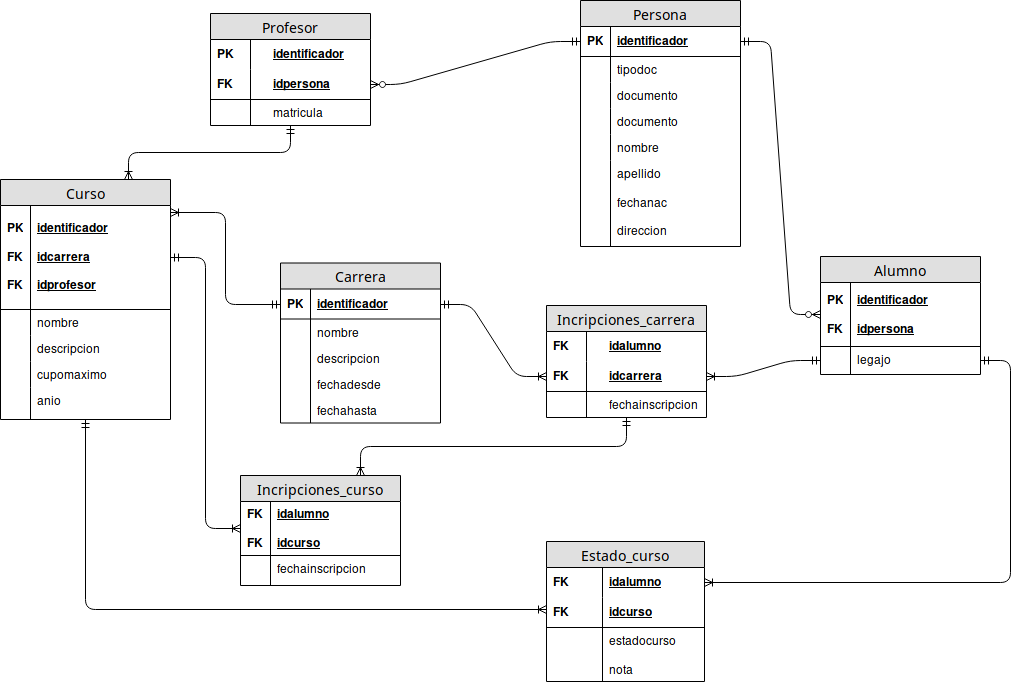 Profesor
PK identificador
FK idpersona
matricula
Persona
PK identificador
tipodoc
documento
documento
nombre
apellido
fechanac
direccion
Curso
PK identificador
FK idcarrera
FK idprofesor
nombre
descripcion
cupomaximo
anio
Carrera
PK identificador
nombre
descripcion
fechadesde
fechahasta
Incripciones_carrera
FK idalumno
FK idcarrera
fechainscripcion
Alumno
PK identificador
FK idpersona
legajo
Incripciones_curso
FK idalumno
FK idcurso
fechainscripcion
Estado_curso
FK idalumno
FK idcurso
estadocurso
nota